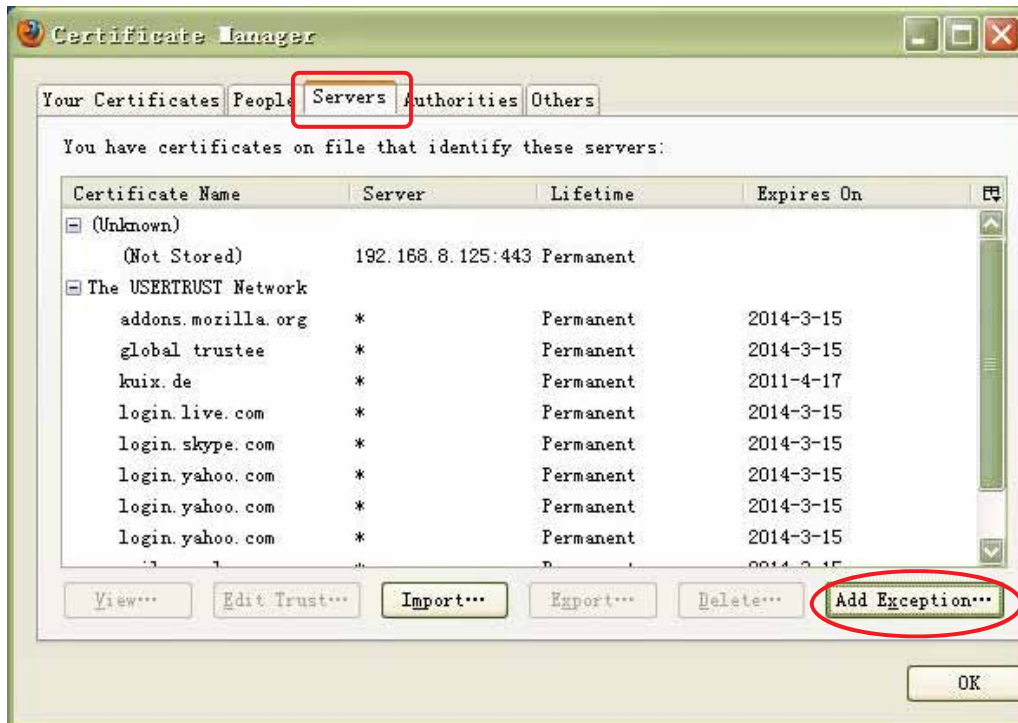 Certificate Manager
Your Certificates People Servers Authorities Others
You have certificates on file that identify these servers:
Certificate Name Server Lifetime Expires On
(Unknown)
(Not Stored) 192.168.8.125:443 Permanent
The USERTRUST Network
addons.mozilla.org * Permanent 2014-3-15
global trustee * Permanent 2014-3-15
kuix.de * Permanent 2011-4-17
login.live.com * Permanent 2014-3-15
login.skype.com * Permanent 2014-3-15
login.yahoo.com * Permanent 2014-3-15
login.yahoo.com * Permanent 2014-3-15
login.yahoo.com * Permanent 2014-3-15
View... Edit Trust... Import... Export... Delete... Add Exception...
OK